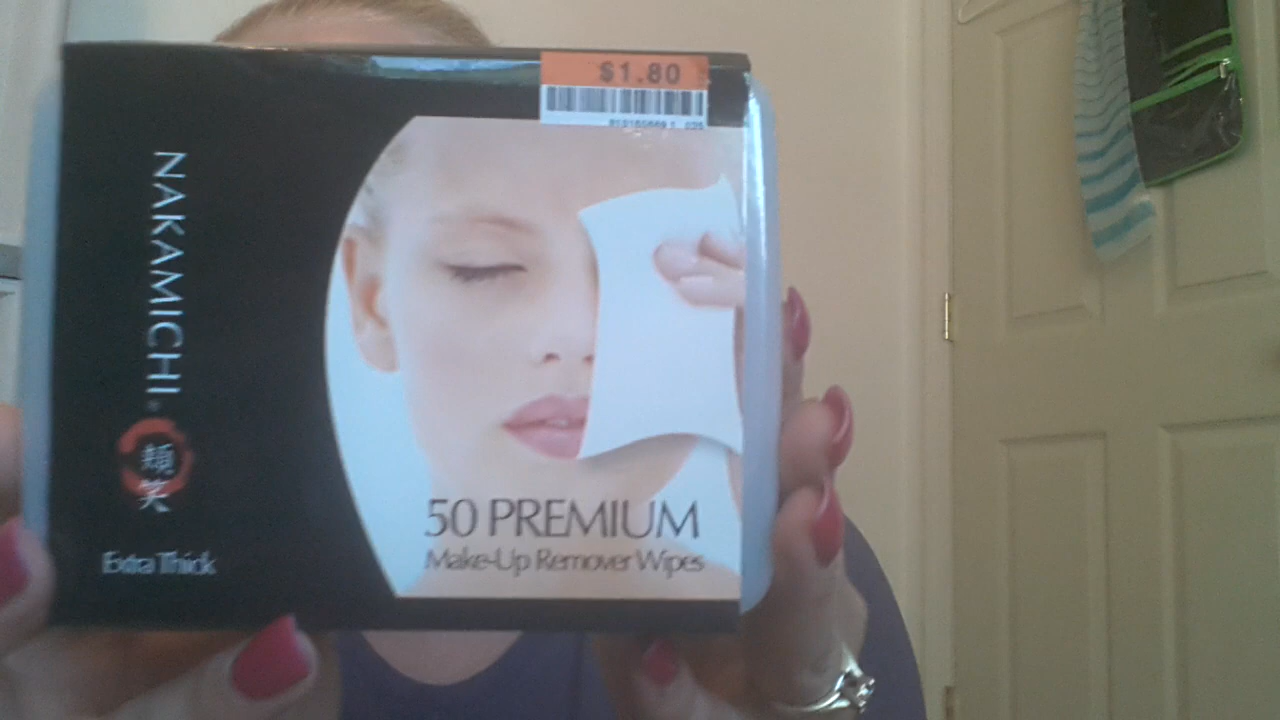 $1.80
NAKAMICHI
頬
笑
Extra Thick
50 PREMIUM
Make-Up Remover Wipes